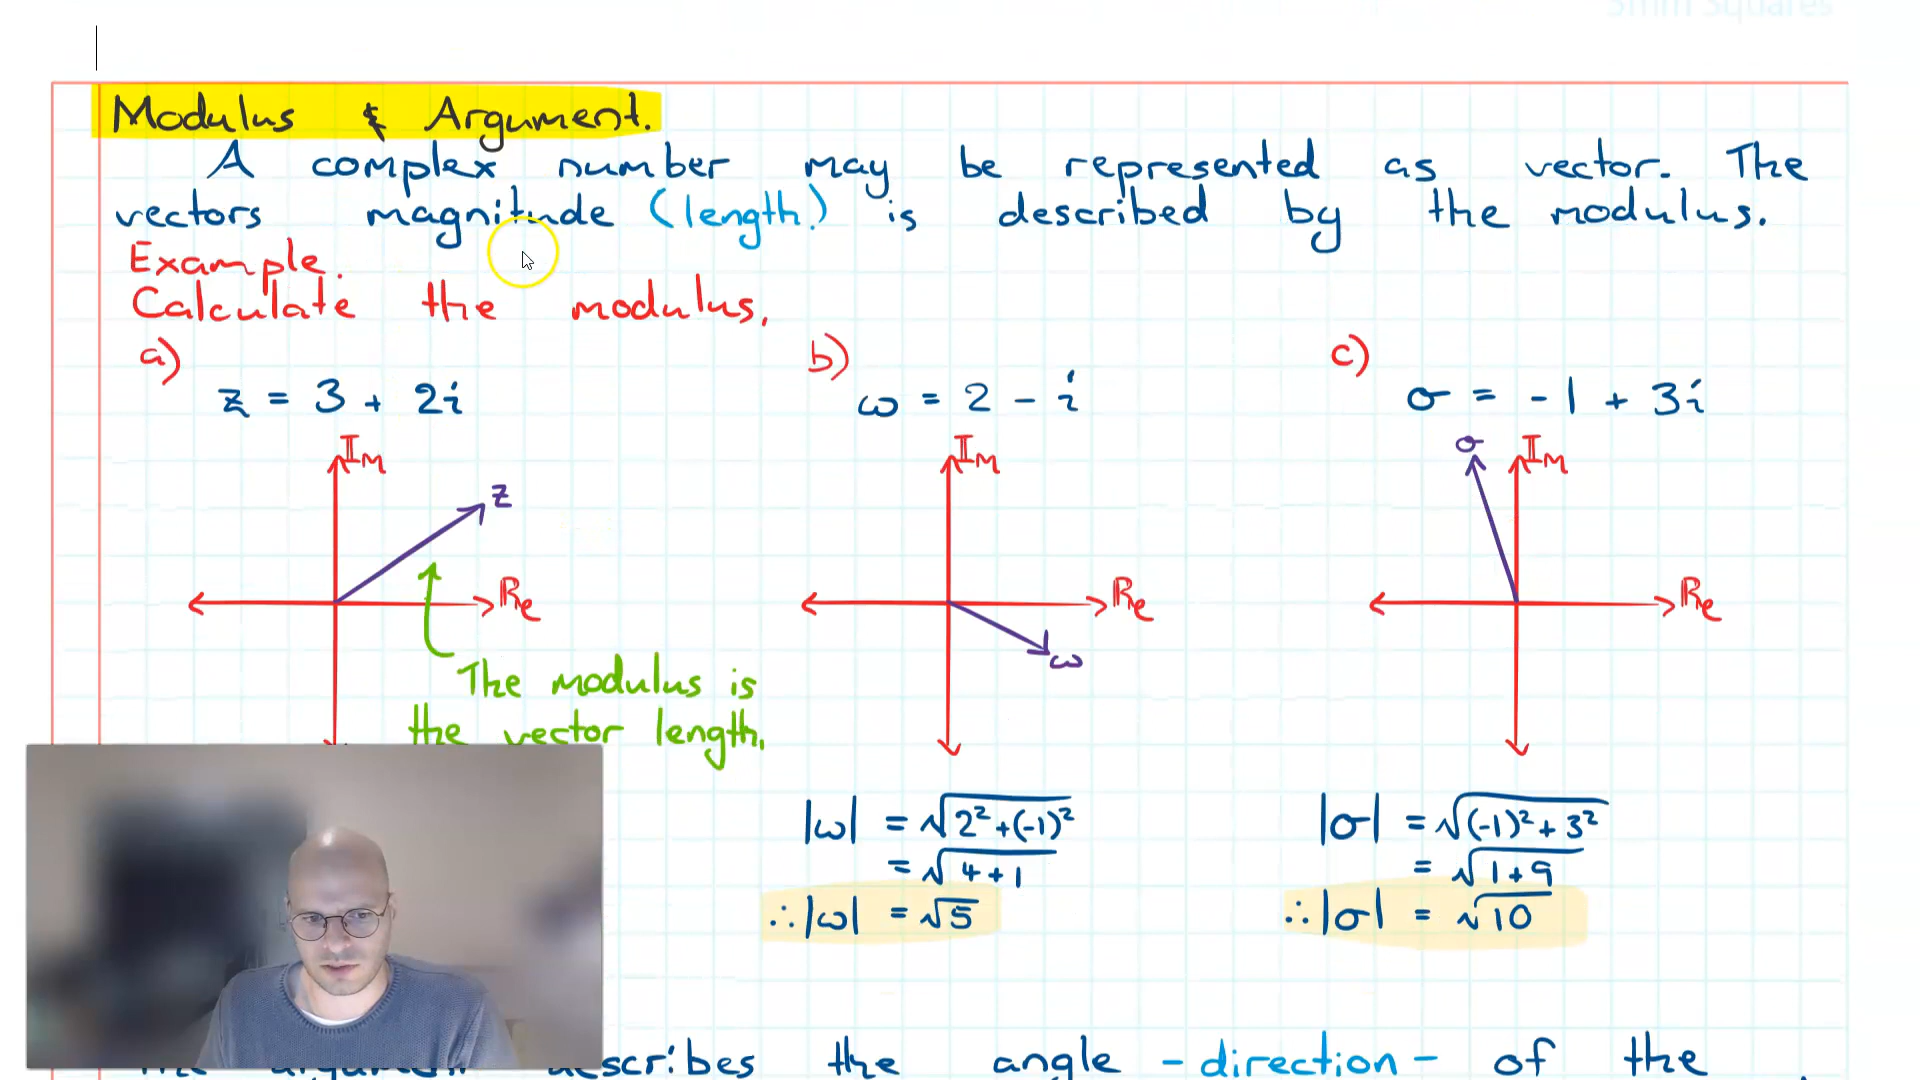 3mm Squares
Modulus & Argument.
A complex number may be represented as vector. The
vectors magnitude (length) is described by the modulus.
Example.
Calculate the modulus.
a)
z = 3 + 2i
Im
z
Re
The modulus is
the vector length.
b)
ω = 2 - i
Im
Re
ω
|ω| = √(2² + (-1)²)
= √(4 + 1)
∴ |ω| = √5
c)
σ = -1 + 3i
σ
Im
Re
|σ| = √((-1)² + 3²)
= √(1 + 9)
∴ |σ| = √10
the angle - direction - of the